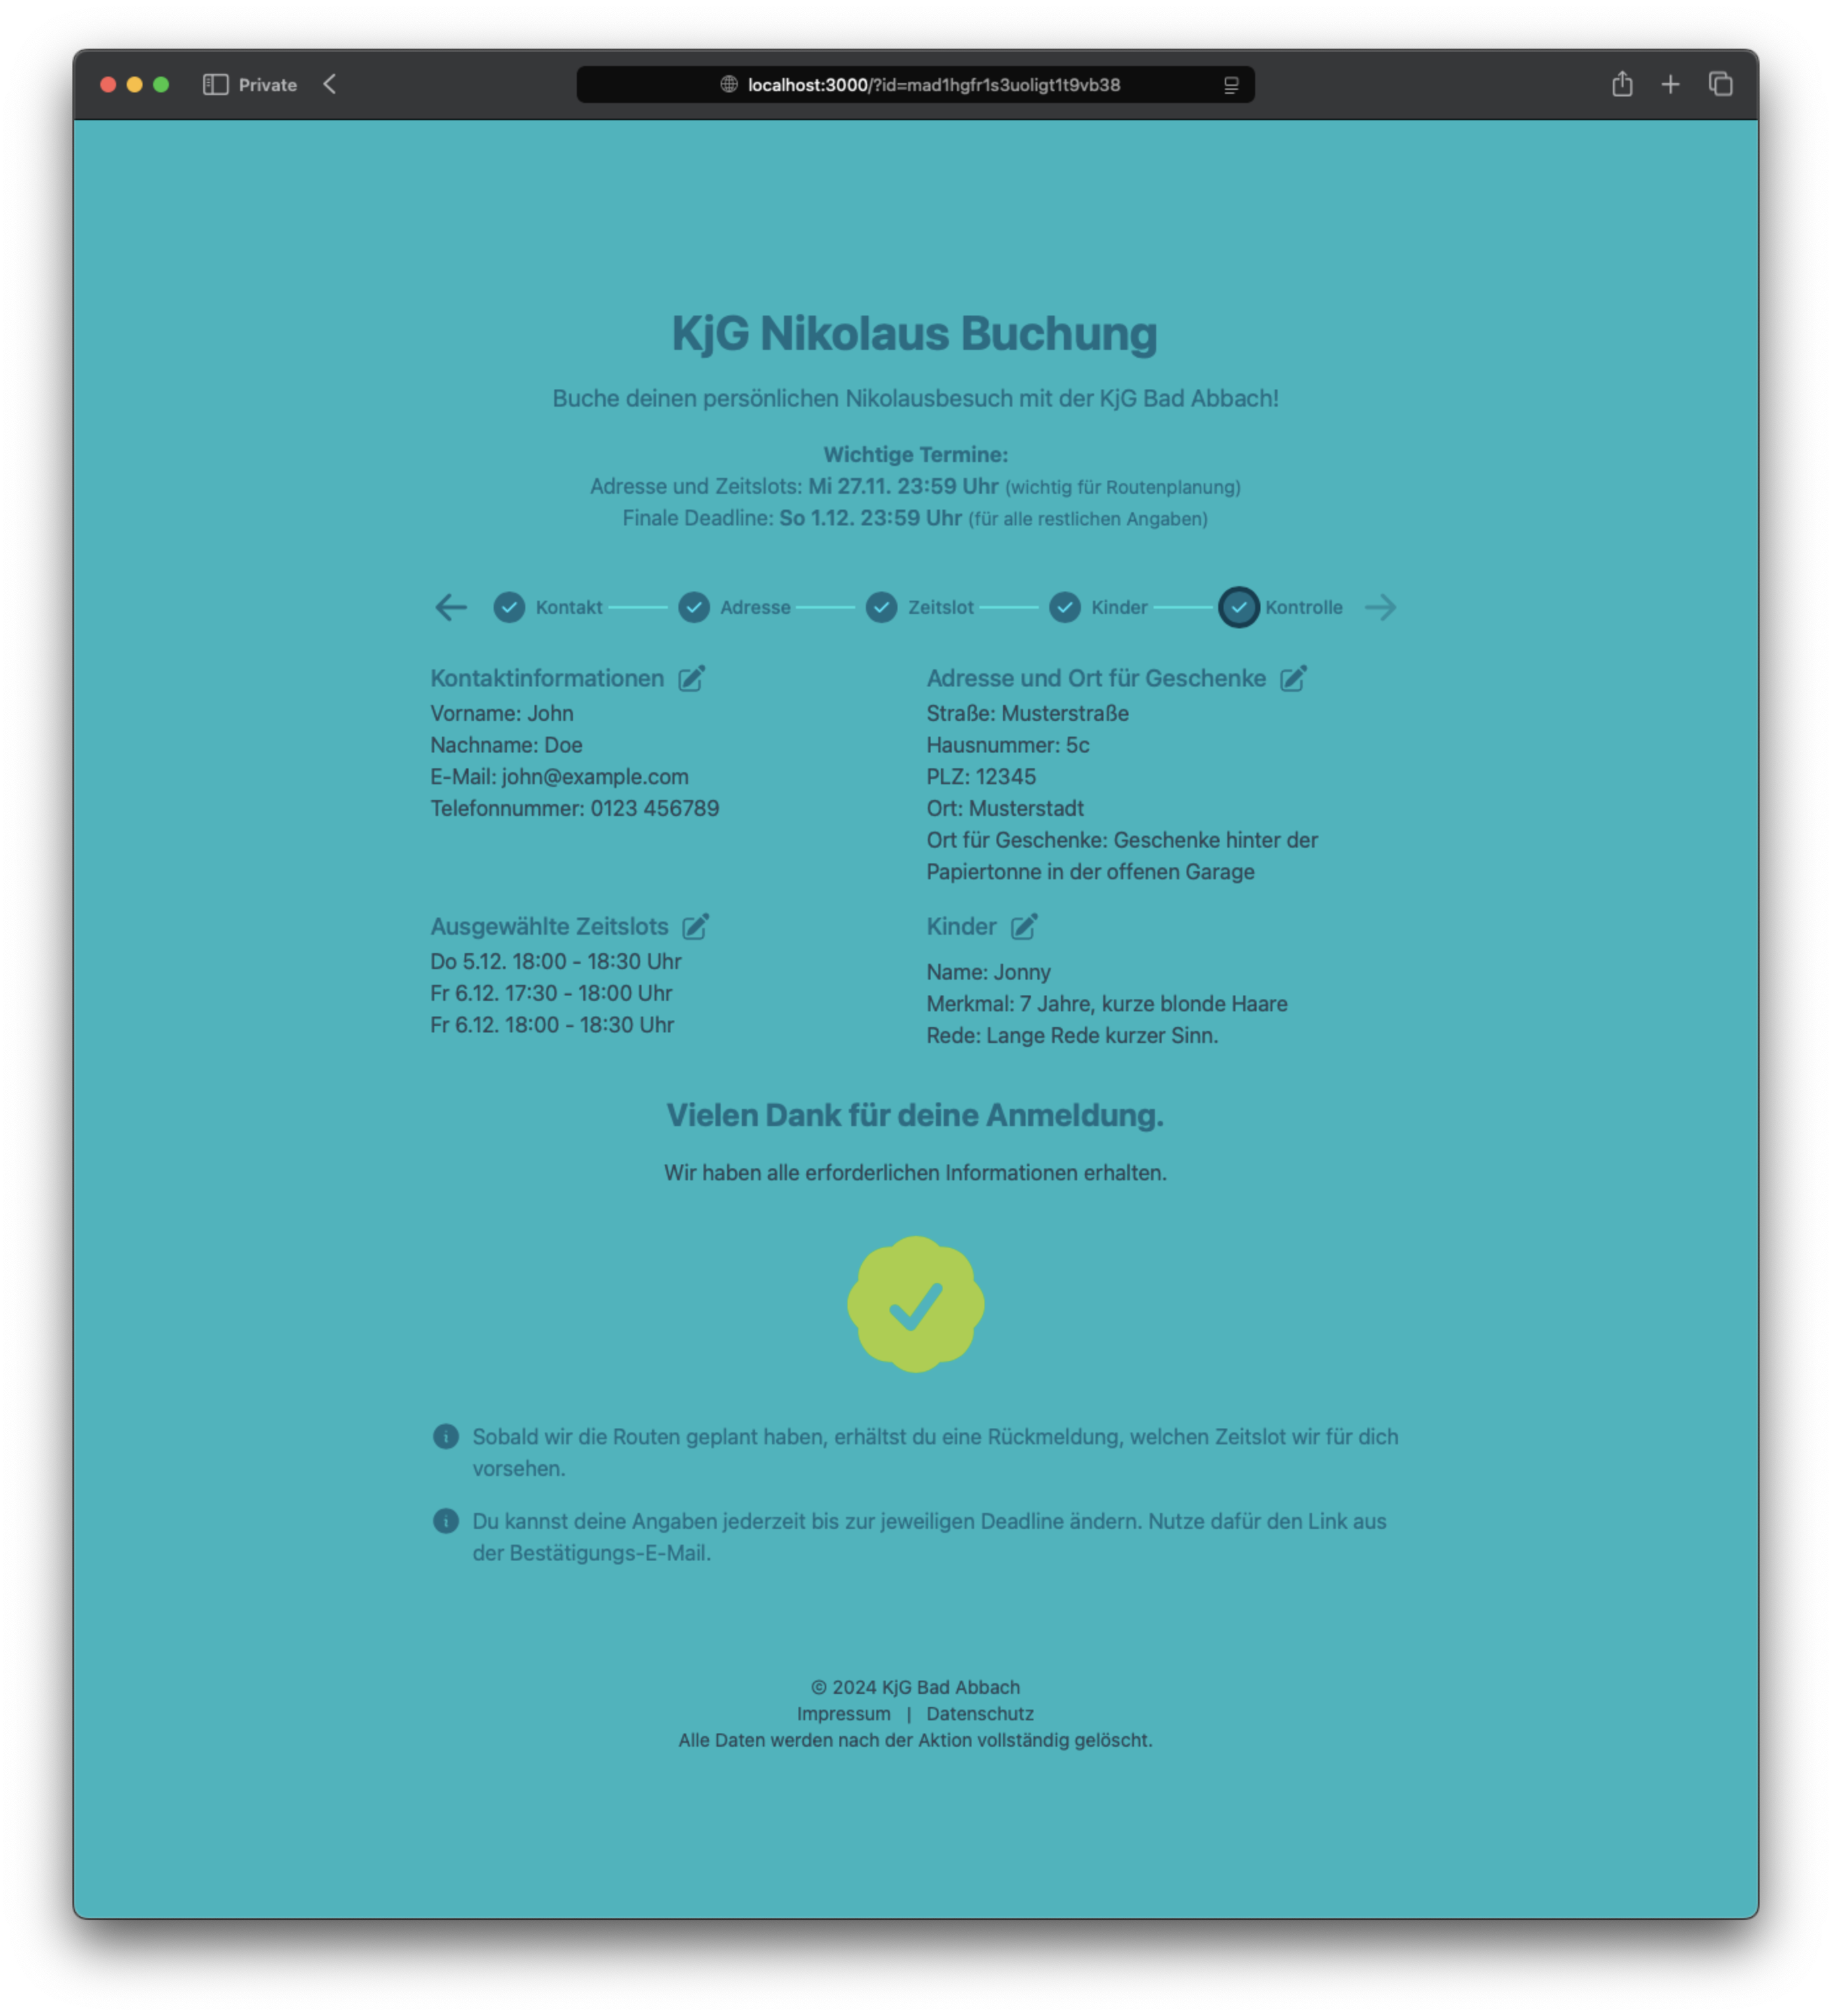 Private
localhost:3000/?id=mad1hgfr1s3uoligt1t9vb38
KjG Nikolaus Buchung
Buche deinen persönlichen Nikolausbesuch mit der KjG Bad Abbach!
Wichtige Termine:
Adresse und Zeitslots: Mi 27.11. 23:59 Uhr (wichtig für Routenplanung)
Finale Deadline: So 1.12. 23:59 Uhr (für alle restlichen Angaben)
Kontakt Adresse Zeitslot Kinder Kontrolle
Kontaktinformationen
Vorname: John
Nachname: Doe
E-Mail: john@example.com
Telefonnummer: 0123 456789
Adresse und Ort für Geschenke
Straße: Musterstraße
Hausnummer: 5c
PLZ: 12345
Ort: Musterstadt
Ort für Geschenke: Geschenke hinter der
Papiertonne in der offenen Garage
Ausgewählte Zeitslots
Do 5.12. 18:00 - 18:30 Uhr
Fr 6.12. 17:30 - 18:00 Uhr
Fr 6.12. 18:00 - 18:30 Uhr
Kinder
Name: Jonny
Merkmal: 7 Jahre, kurze blonde Haare
Rede: Lange Rede kurzer Sinn.
Vielen Dank für deine Anmeldung.
Wir haben alle erforderlichen Informationen erhalten.
Sobald wir die Routen geplant haben, erhältst du eine Rückmeldung, welchen Zeitslot wir für dich
vorsehen.
Du kannst deine Angaben jederzeit bis zur jeweiligen Deadline ändern. Nutze dafür den Link aus
der Bestätigungs-E-Mail.
© 2024 KjG Bad Abbach
Impressum | Datenschutz
Alle Daten werden nach der Aktion vollständig gelöscht.